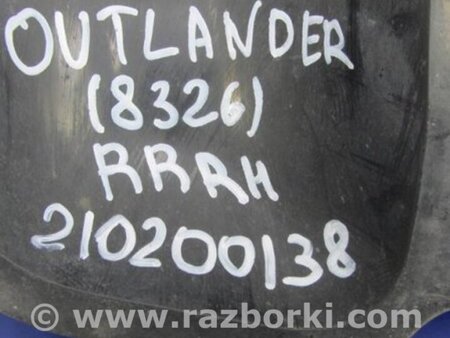 OUTLANDER
(8326)
RRRH
210200138
www.razborki.com